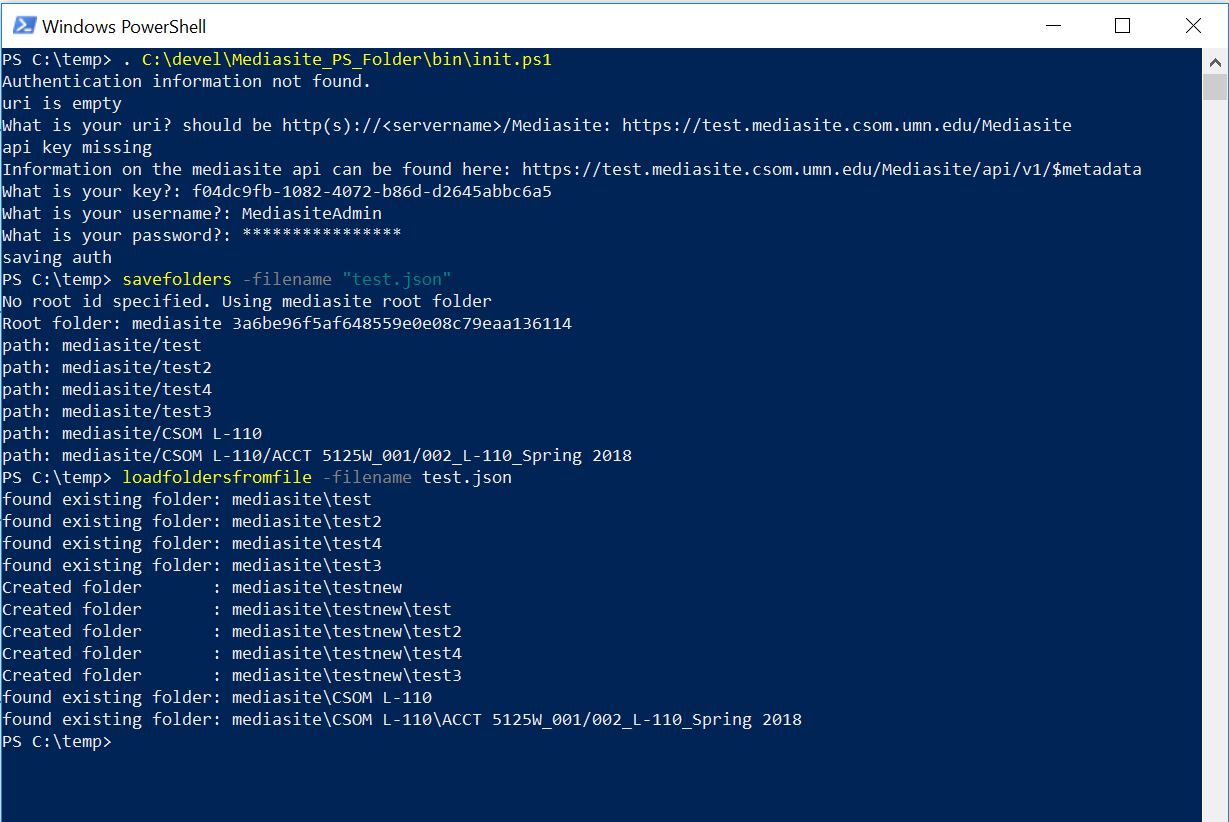 Windows PowerShell
PS C:\temp> . C:\devel\Mediasite_PS_Folder\bin\init.ps1
Authentication information not found.
uri is empty
What is your uri? should be http(s)://<servername>/Mediasite: https://test.mediasite.csom.umn.edu/Mediasite
api key missing
Information on the mediasite api can be found here: https://test.mediasite.csom.umn.edu/Mediasite/api/v1/$metadata
What is your key?: f04dc9fb-1082-4072-b86d-d2645abbc6a5
What is your username?: MediasiteAdmin
What is your password?: ****************
saving auth
PS C:\temp> savefolders -filename "test.json"
No root id specified. Using mediasite root folder
Root folder: mediasite 3a6be96f5af648559e0e08c79eaa136114
path: mediasite/test
path: mediasite/test2
path: mediasite/test4
path: mediasite/test3
path: mediasite/CSOM L-110
path: mediasite/CSOM L-110/ACCT 5125W_001/002_L-110_Spring 2018
PS C:\temp> loadfoldersfromfile -filename test.json
found existing folder: mediasite\test
found existing folder: mediasite\test2
found existing folder: mediasite\test4
found existing folder: mediasite\test3
Created folder       : mediasite\testnew
Created folder       : mediasite\testnew\test
Created folder       : mediasite\testnew\test2
Created folder       : mediasite\testnew\test4
Created folder       : mediasite\testnew\test3
found existing folder: mediasite\CSOM L-110
found existing folder: mediasite\CSOM L-110\ACCT 5125W_001/002_L-110_Spring 2018
PS C:\temp>